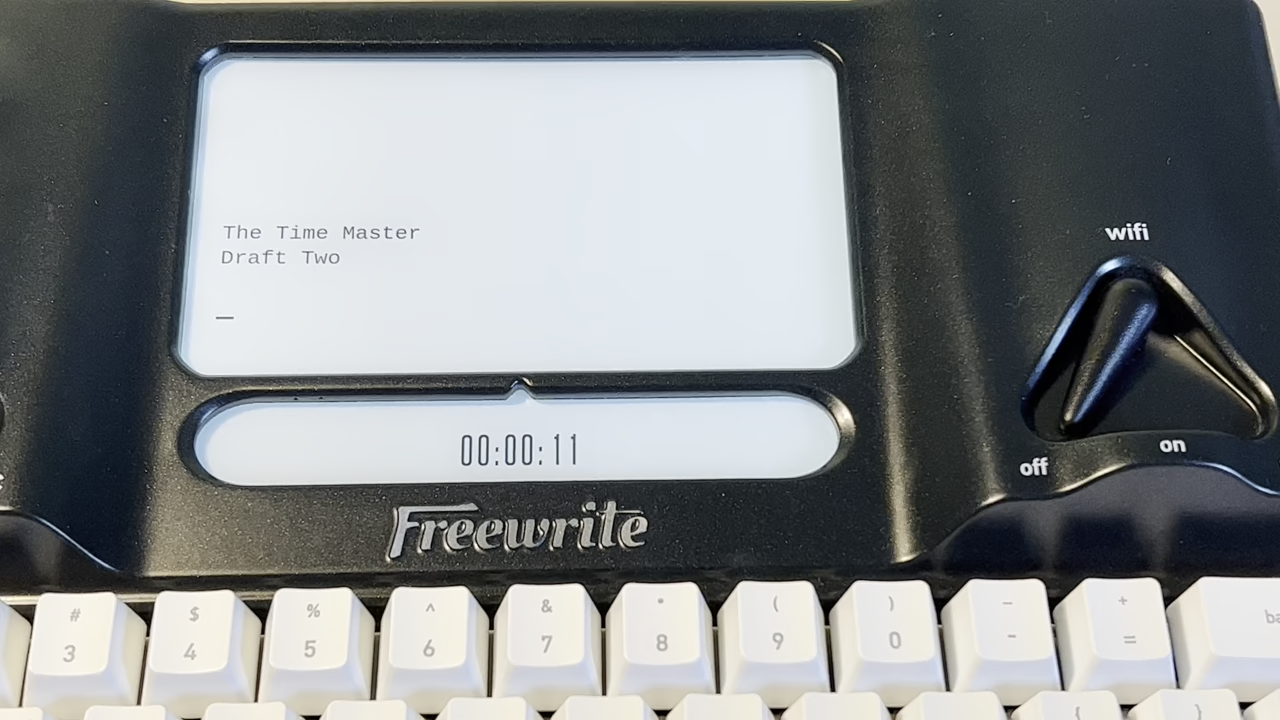 The Time Master
Draft Two
00:00:11
Freewrite
wifi
off
on
# $ % ^ & * ( ) – +
3 4 5 6 7 8 9 0 - =
( )